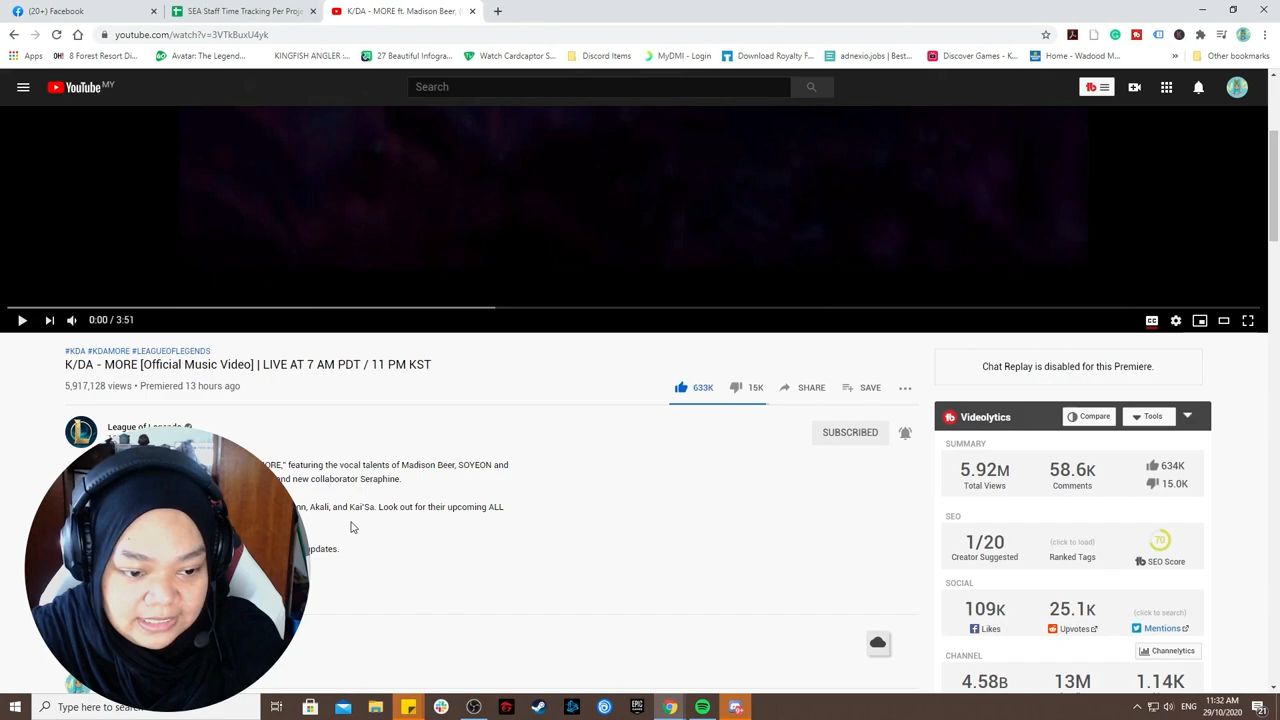 (20+) Facebook
SEA Staff Time Tracking Per Proje
K/DA - MORE ft. Madison Beer, (
youtube.com/watch?v=3VTkBuxU4yk
Apps
8 Forest Resort Di...
Avatar: The Legend...
KINGFISH ANGLER :...
27 Beautiful Infogra...
Watch Cardcaptor S...
Discord Items
MyDMI - Login
Download Royalty F...
adnexio.jobs | Best...
Discover Games - K...
Home - Wadood M...
Other bookmarks
YouTube MY
Search
0:00 / 3:51
#KDA #KDAMORE #LEAGUEOFLEGENDS
K/DA - MORE [Official Music Video] | LIVE AT 7 AM PDT / 11 PM KST
5,917,128 views • Premiered 13 hours ago
633K
15K
SHARE
SAVE
Chat Replay is disabled for this Premiere.
League of Legends
SUBSCRIBED
featuring the vocal talents of Madison Beer, SOYEON and
new collaborator Seraphine.
Akali, and Kai'Sa. Look out for their upcoming ALL
updates.
Videolytics
Compare
Tools
SUMMARY
5.92M
58.6K
634K
15.0K
Total Views
Comments
SEO
1/20
(click to load)
70
Creator Suggested
Ranked Tags
SEO Score
SOCIAL
109K
25.1K
(click to search)
Likes
Upvotes
Mentions
Channelytics
CHANNEL
4.58B
13M
1.14K
Type here to search
EPIC GAMES
11:32 AM
29/10/2020
21